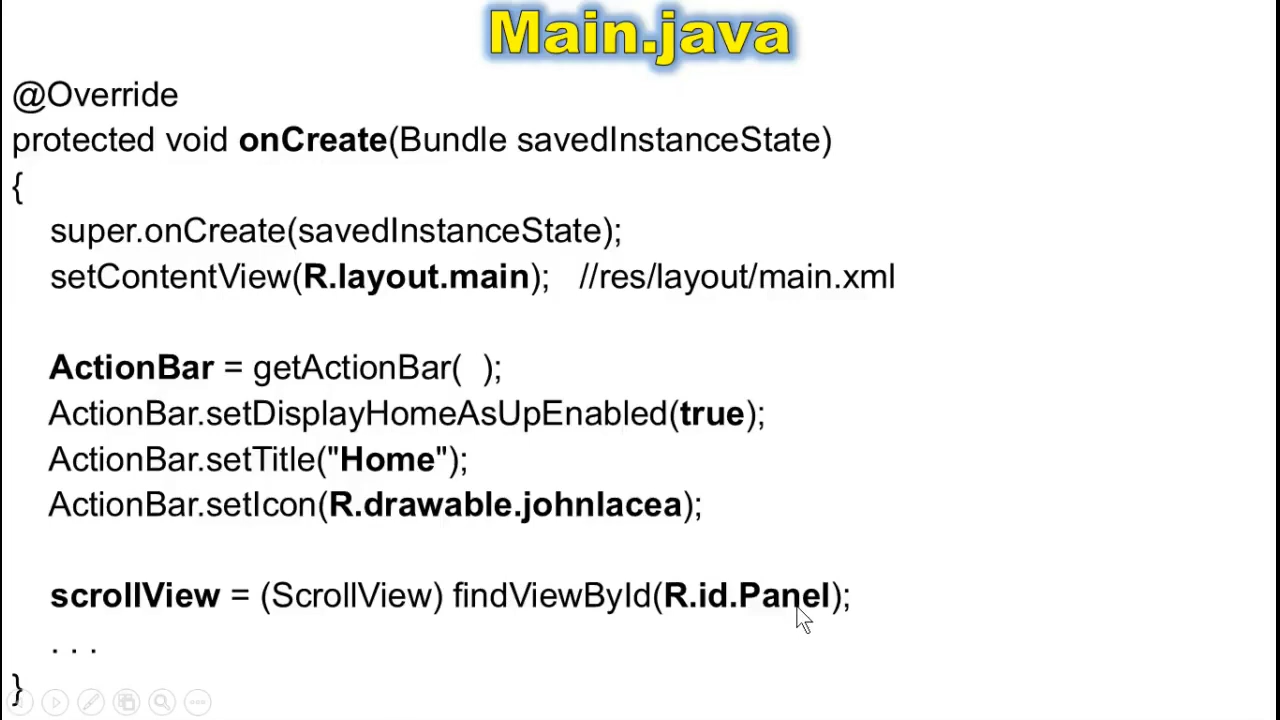 Main.java
@Override
protected void onCreate(Bundle savedInstanceState)
{
super.onCreate(savedInstanceState);
setContentView(R.layout.main); //res/layout/main.xml
ActionBar = getActionBar( );
ActionBar.setDisplayHomeAsUpEnabled(true);
ActionBar.setTitle("Home");
ActionBar.setIcon(R.drawable.johnlacea);
scrollView = (ScrollView) findViewById(R.id.Panel);
. . .
}